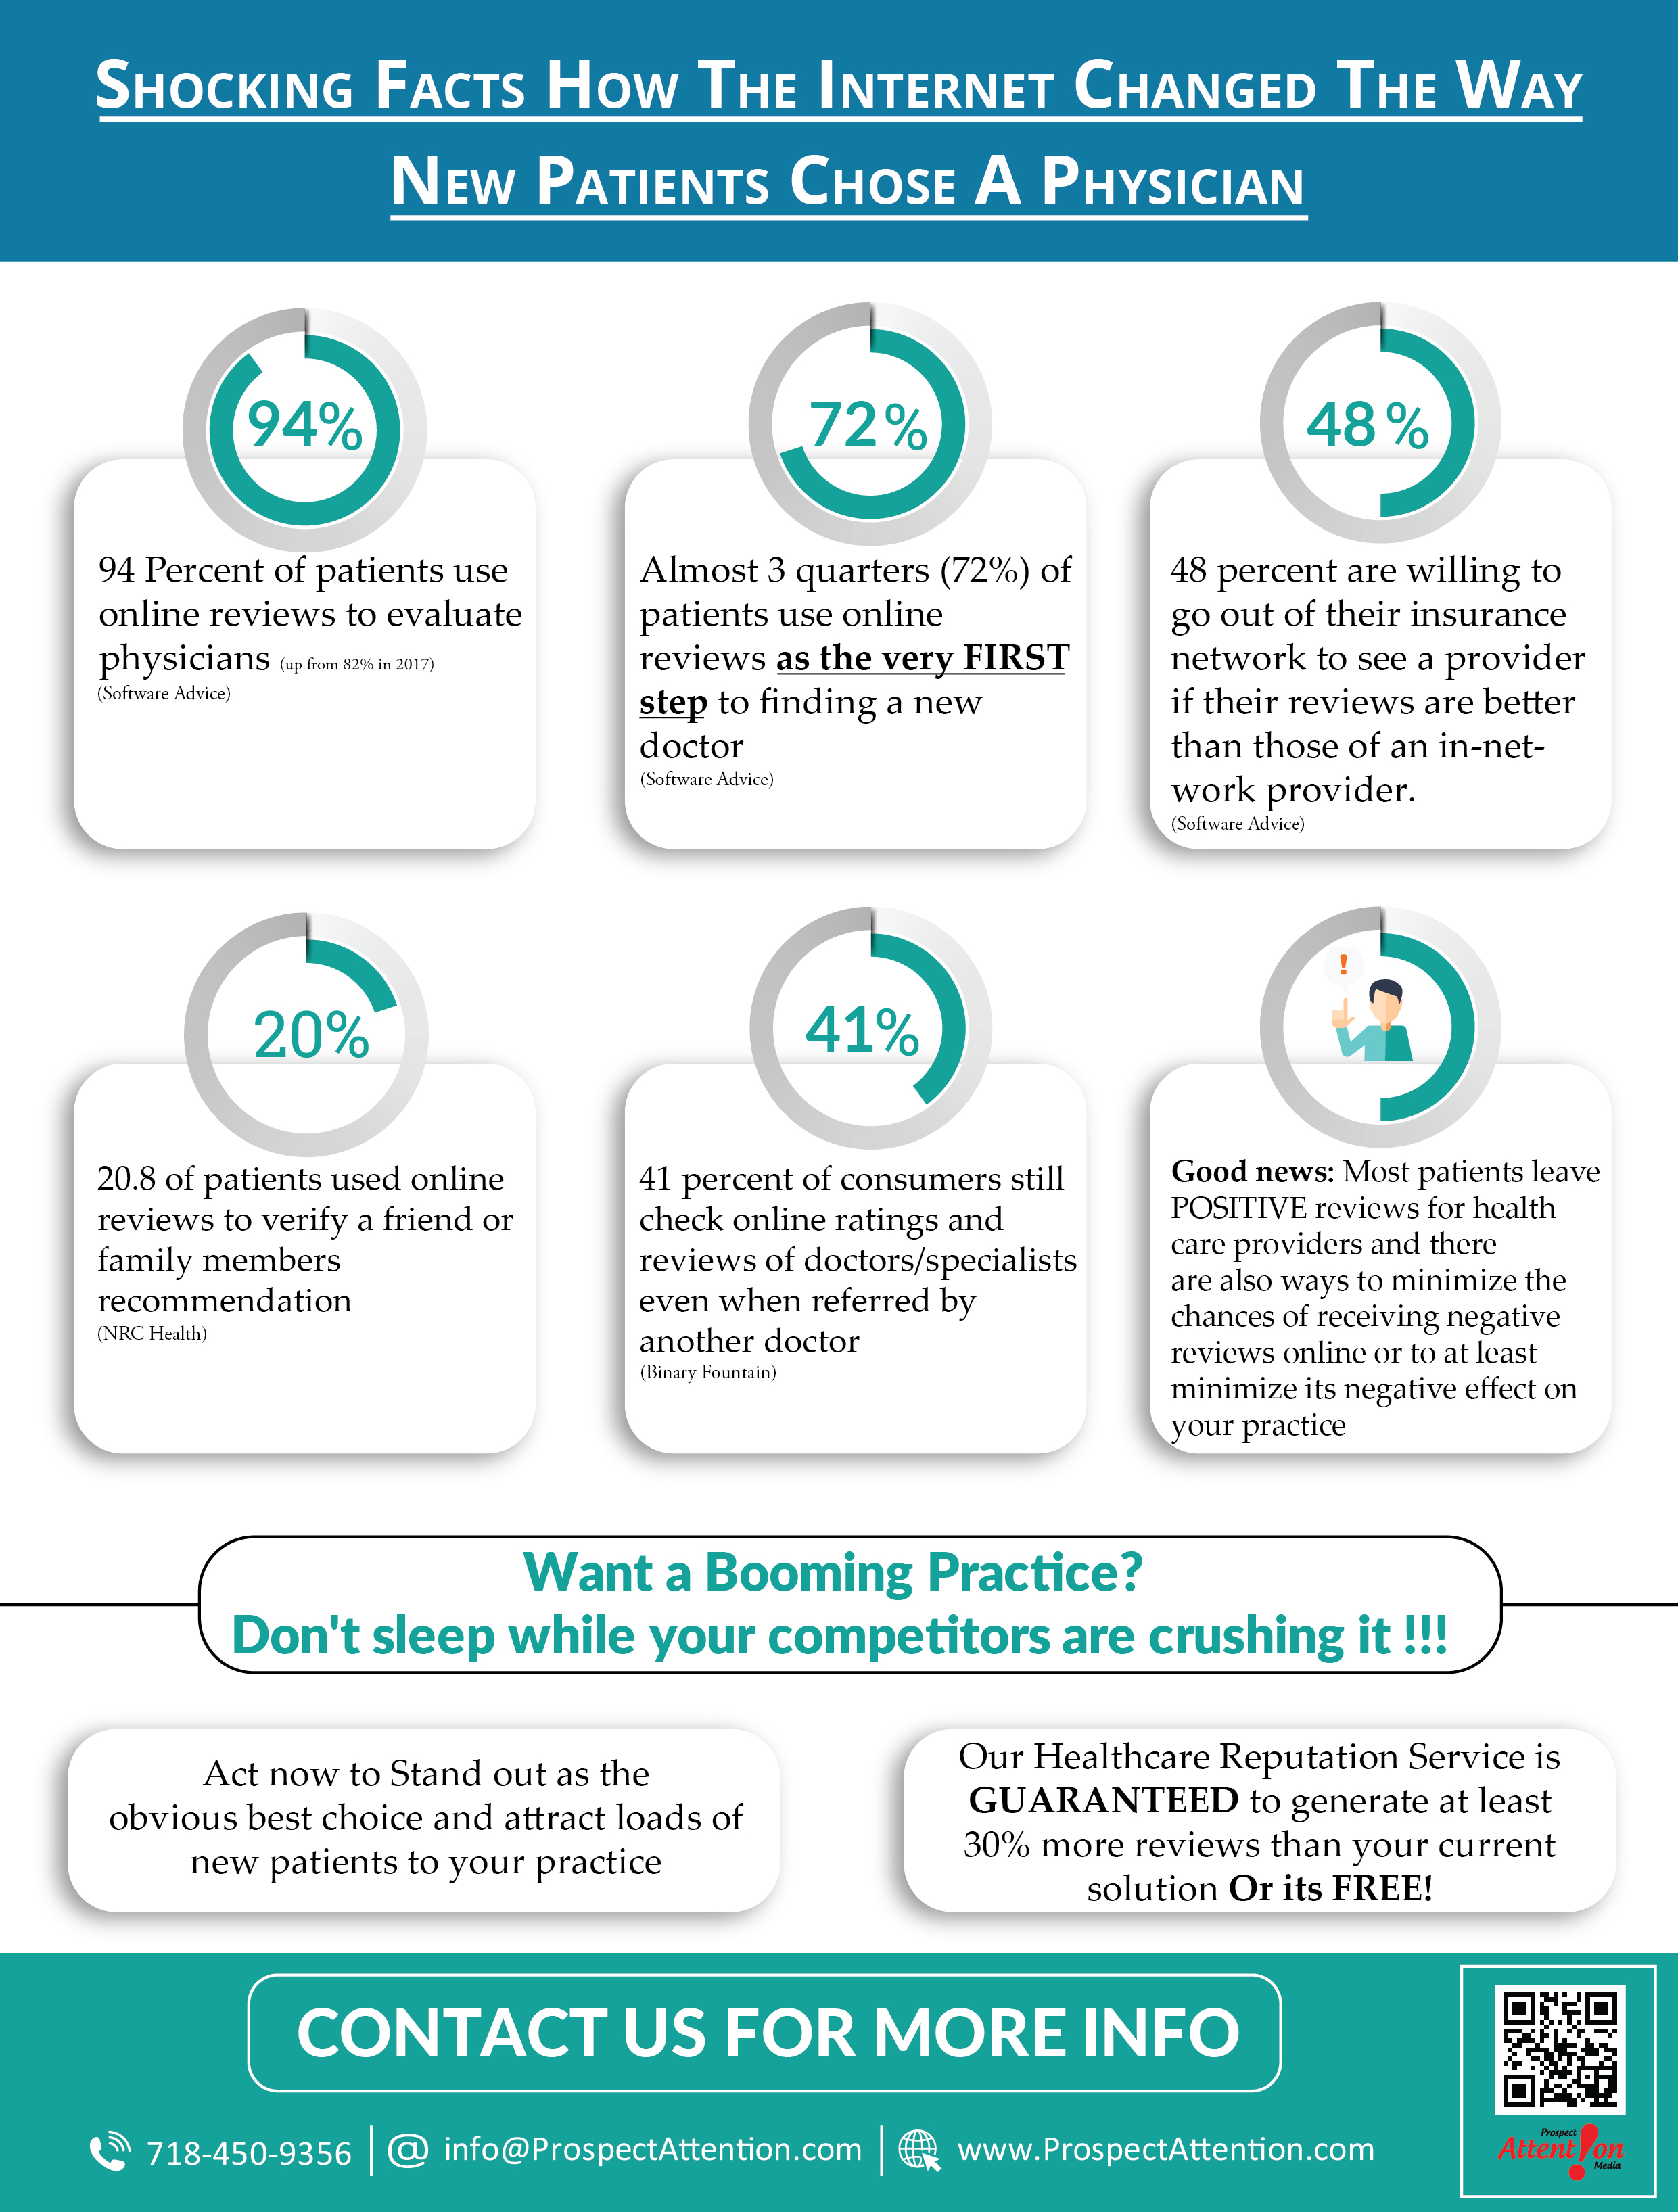 Shocking Facts How The Internet Changed The Way
New Patients Chose A Physician
94%
94 Percent of patients use
online reviews to evaluate
physicians (up from 82% in 2017)
(Software Advice)
72%
Almost 3 quarters (72%) of
patients use online
reviews as the very FIRST
step to finding a new
doctor
(Software Advice)
48%
48 percent are willing to
go out of their insurance
network to see a provider
if their reviews are better
than those of an in-net-
work provider.
(Software Advice)
20%
20.8 of patients used online
reviews to verify a friend or
family members
recommendation
(NRC Health)
41%
41 percent of consumers still
check online ratings and
reviews of doctors/specialists
even when referred by
another doctor
(Binary Fountain)
!
Good news: Most patients leave
POSITIVE reviews for health
care providers and there
are also ways to minimize the
chances of receiving negative
reviews online or to at least
minimize its negative effect on
your practice
Want a Booming Practice?
Don't sleep while your competitors are crushing it !!!
Act now to Stand out as the
obvious best choice and attract loads of
new patients to your practice
Our Healthcare Reputation Service is
GUARANTEED to generate at least
30% more reviews than your current
solution Or its FREE!
CONTACT US FOR MORE INFO
718-450-9356
@ info@ProspectAttention.com
www.ProspectAttention.com
Prospect
Attent!on
Media